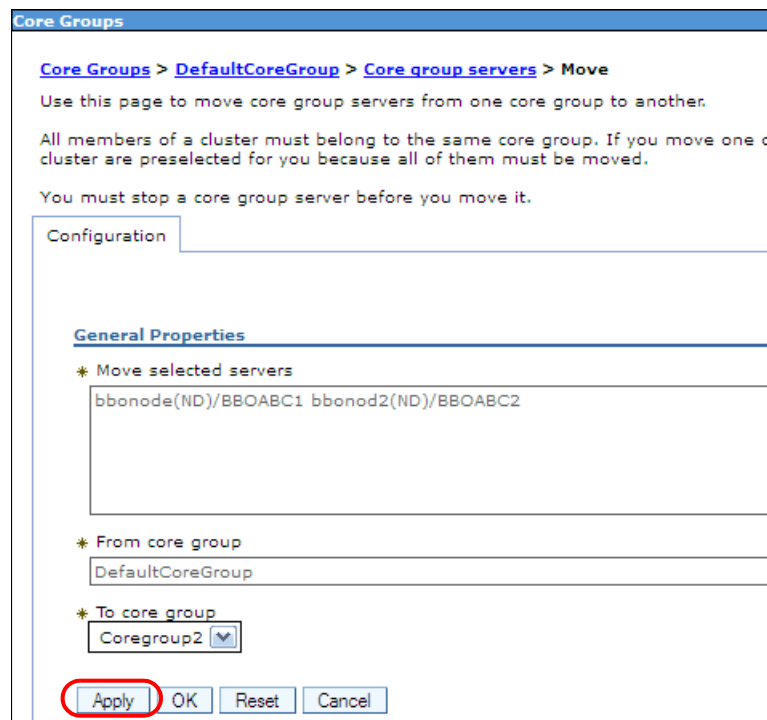 Core Groups
Core Groups > DefaultCoreGroup > Core group servers > Move
Use this page to move core group servers from one core group to another.
All members of a cluster must belong to the same core group. If you move one
cluster are preselected for you because all of them must be moved.
You must stop a core group server before you move it.
Configuration
General Properties
* Move selected servers
bbonode(ND)/BBOABC1 bbonod2(ND)/BBOABC2
* From core group
DefaultCoreGroup
* To core group
Coregroup2
Apply OK Reset Cancel